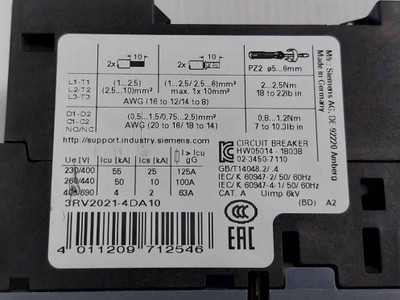 10
10
2x
2x
PZ2 ø5...6mm
L1-T1
L2-T2
L3-T3
(1...2,5)
(2,5...10)mm²
(1...2,5/2,5...6)mm²
max. 1x 10mm²
AWG (16 to 12/14 to 8)
2...2,5Nm
18 to 22lb in
D1-D2
C1-C2
NO/NC
(0,5...1,5/0,75...2,5)mm²
AWG (20 to 16/18 to 14)
0,8...1,2Nm
7 to 10,3lb in
http://support.industry.siemens.com
Ue [V]
Icu [kA]
Ics [kA]
I > Icu
gG
230/400 55 25 125A
260/440 50 10 100A
400/690 4 2 63A
3RV2021-4DA10
4 011209 712546
CIRCUIT BREAKER
HW05014-18038
02-3450-7110
GB/T14048.2/.4
IEC/ K 60947-2/ 50/ 60Hz
IEC/ K 60947-4-1/ 50/ 60Hz
CAT. A Uimp 6kV
(BD) A2
CCC
EAC
Mfr.: Siemens AG, DE 92220 Amberg
Made in Germany